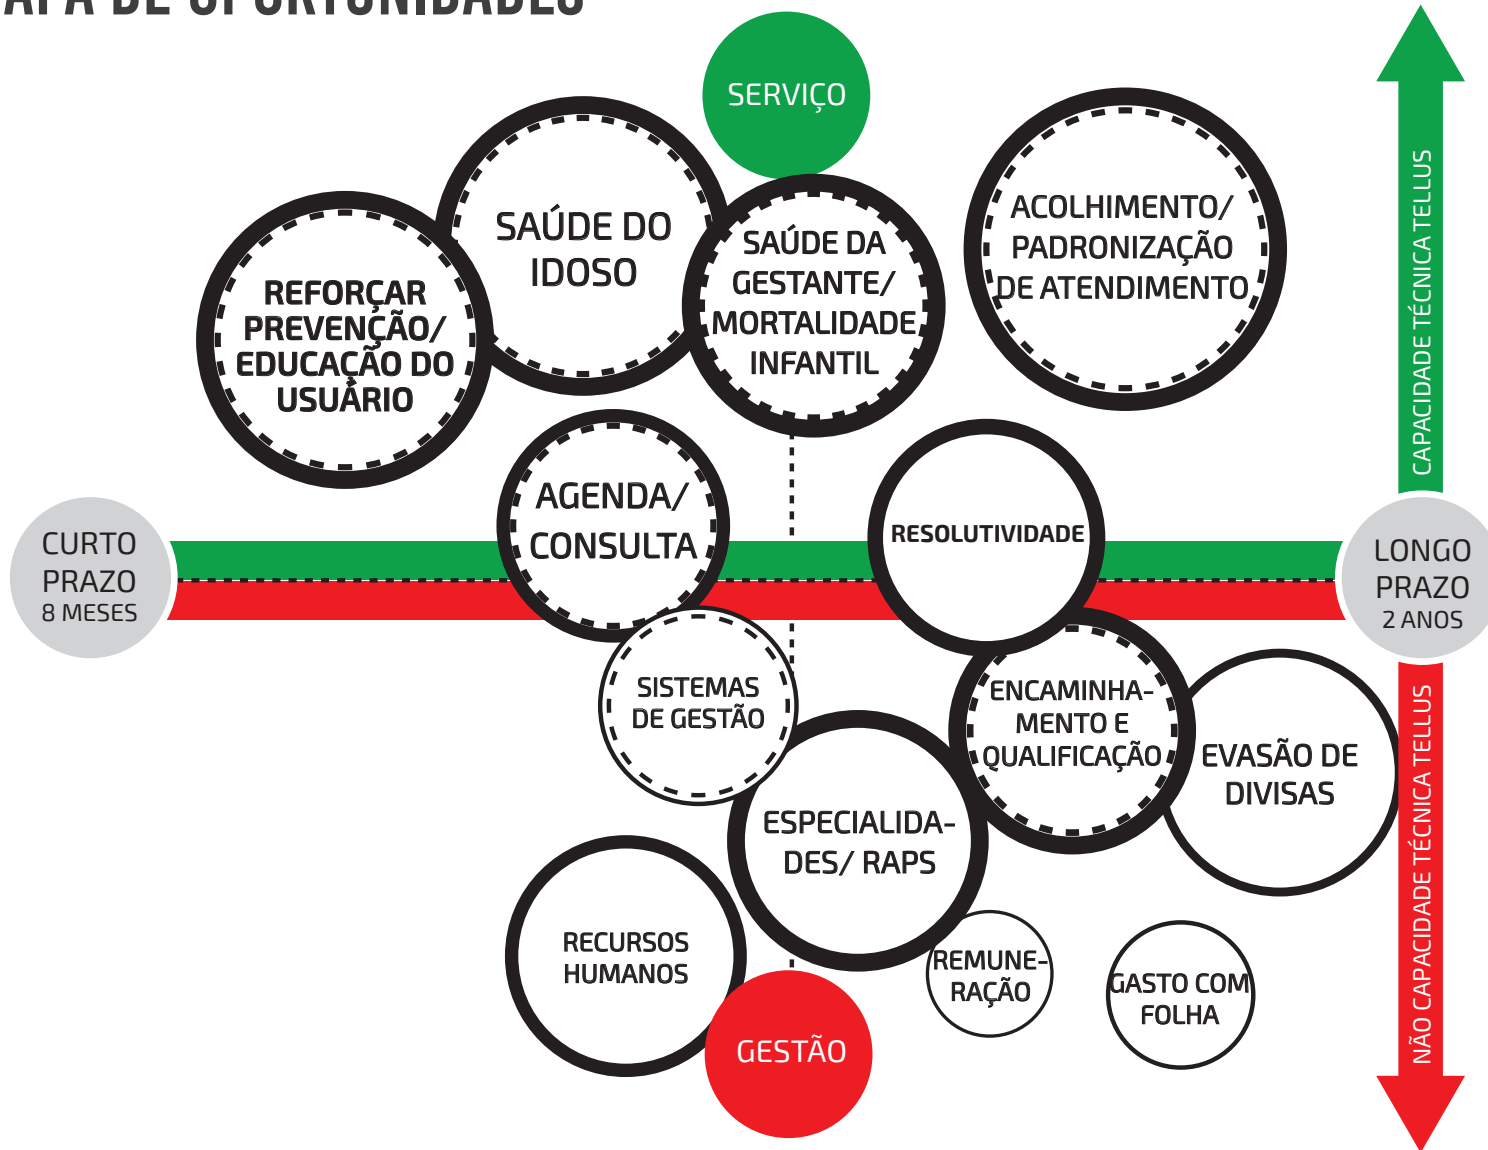 DE OPORTUNIDADES
SERVIÇO
SAÚDE DO
IDOSO
SAÚDE DA
GESTANTE/
MORTALIDADE
INFANTIL
ACOLHIMENTO/
PADRONIZAÇÃO
DE ATENDIMENTO
REFORÇAR
PREVENÇÃO/
EDUCAÇÃO DO
USUÁRIO
CAPACIDADE TÉCNICA TELLUS
AGENDA/
CONSULTA
RESOLUTIVIDADE
CURTO
PRAZO
8 MESES
LONGO
PRAZO
2 ANOS
SISTEMAS
DE GESTÃO
ENCAMINHA-
MENTO E
QUALIFICAÇÃO
EVASÃO DE
DIVISAS
ESPECIALIDA-
DES/ RAPS
NÃO CAPACIDADE TÉCNICA TELLUS
RECURSOS
HUMANOS
REMUNE-
RAÇÃO
GASTO COM
FOLHA
GESTÃO